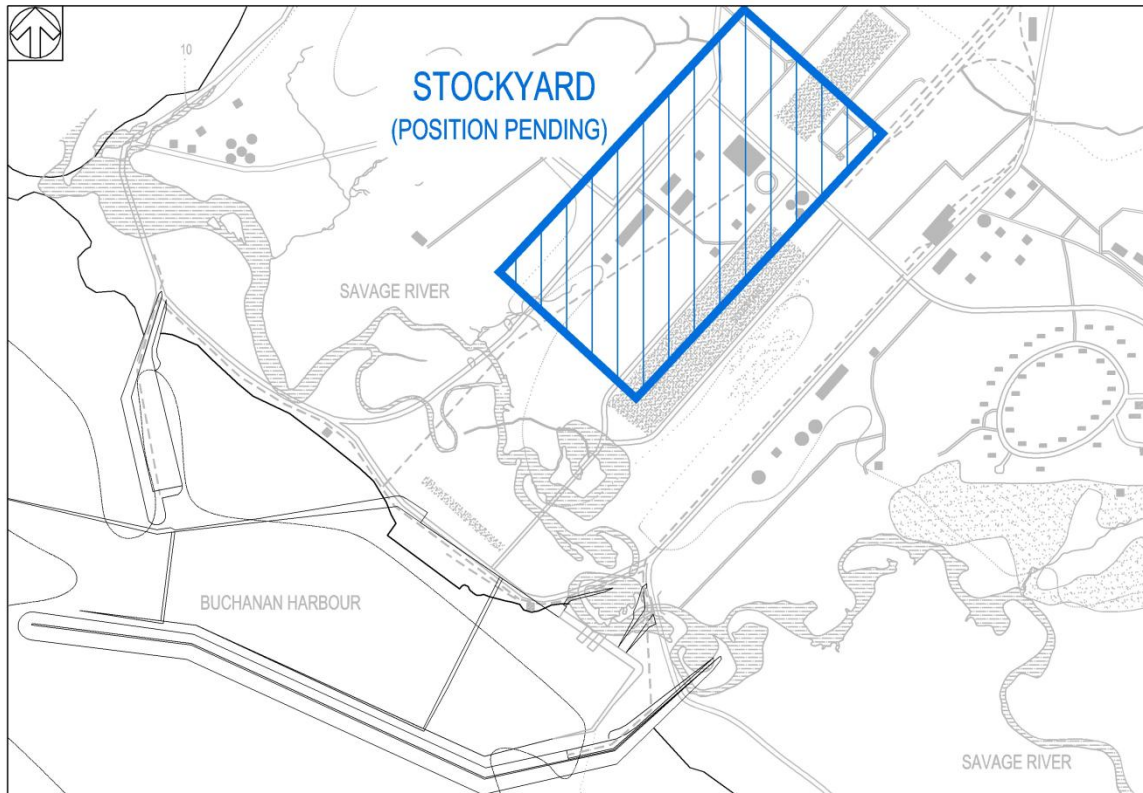 10
STOCKYARD
(POSITION PENDING)
SAVAGE RIVER
BUCHANAN HARBOUR
SAVAGE RIVER